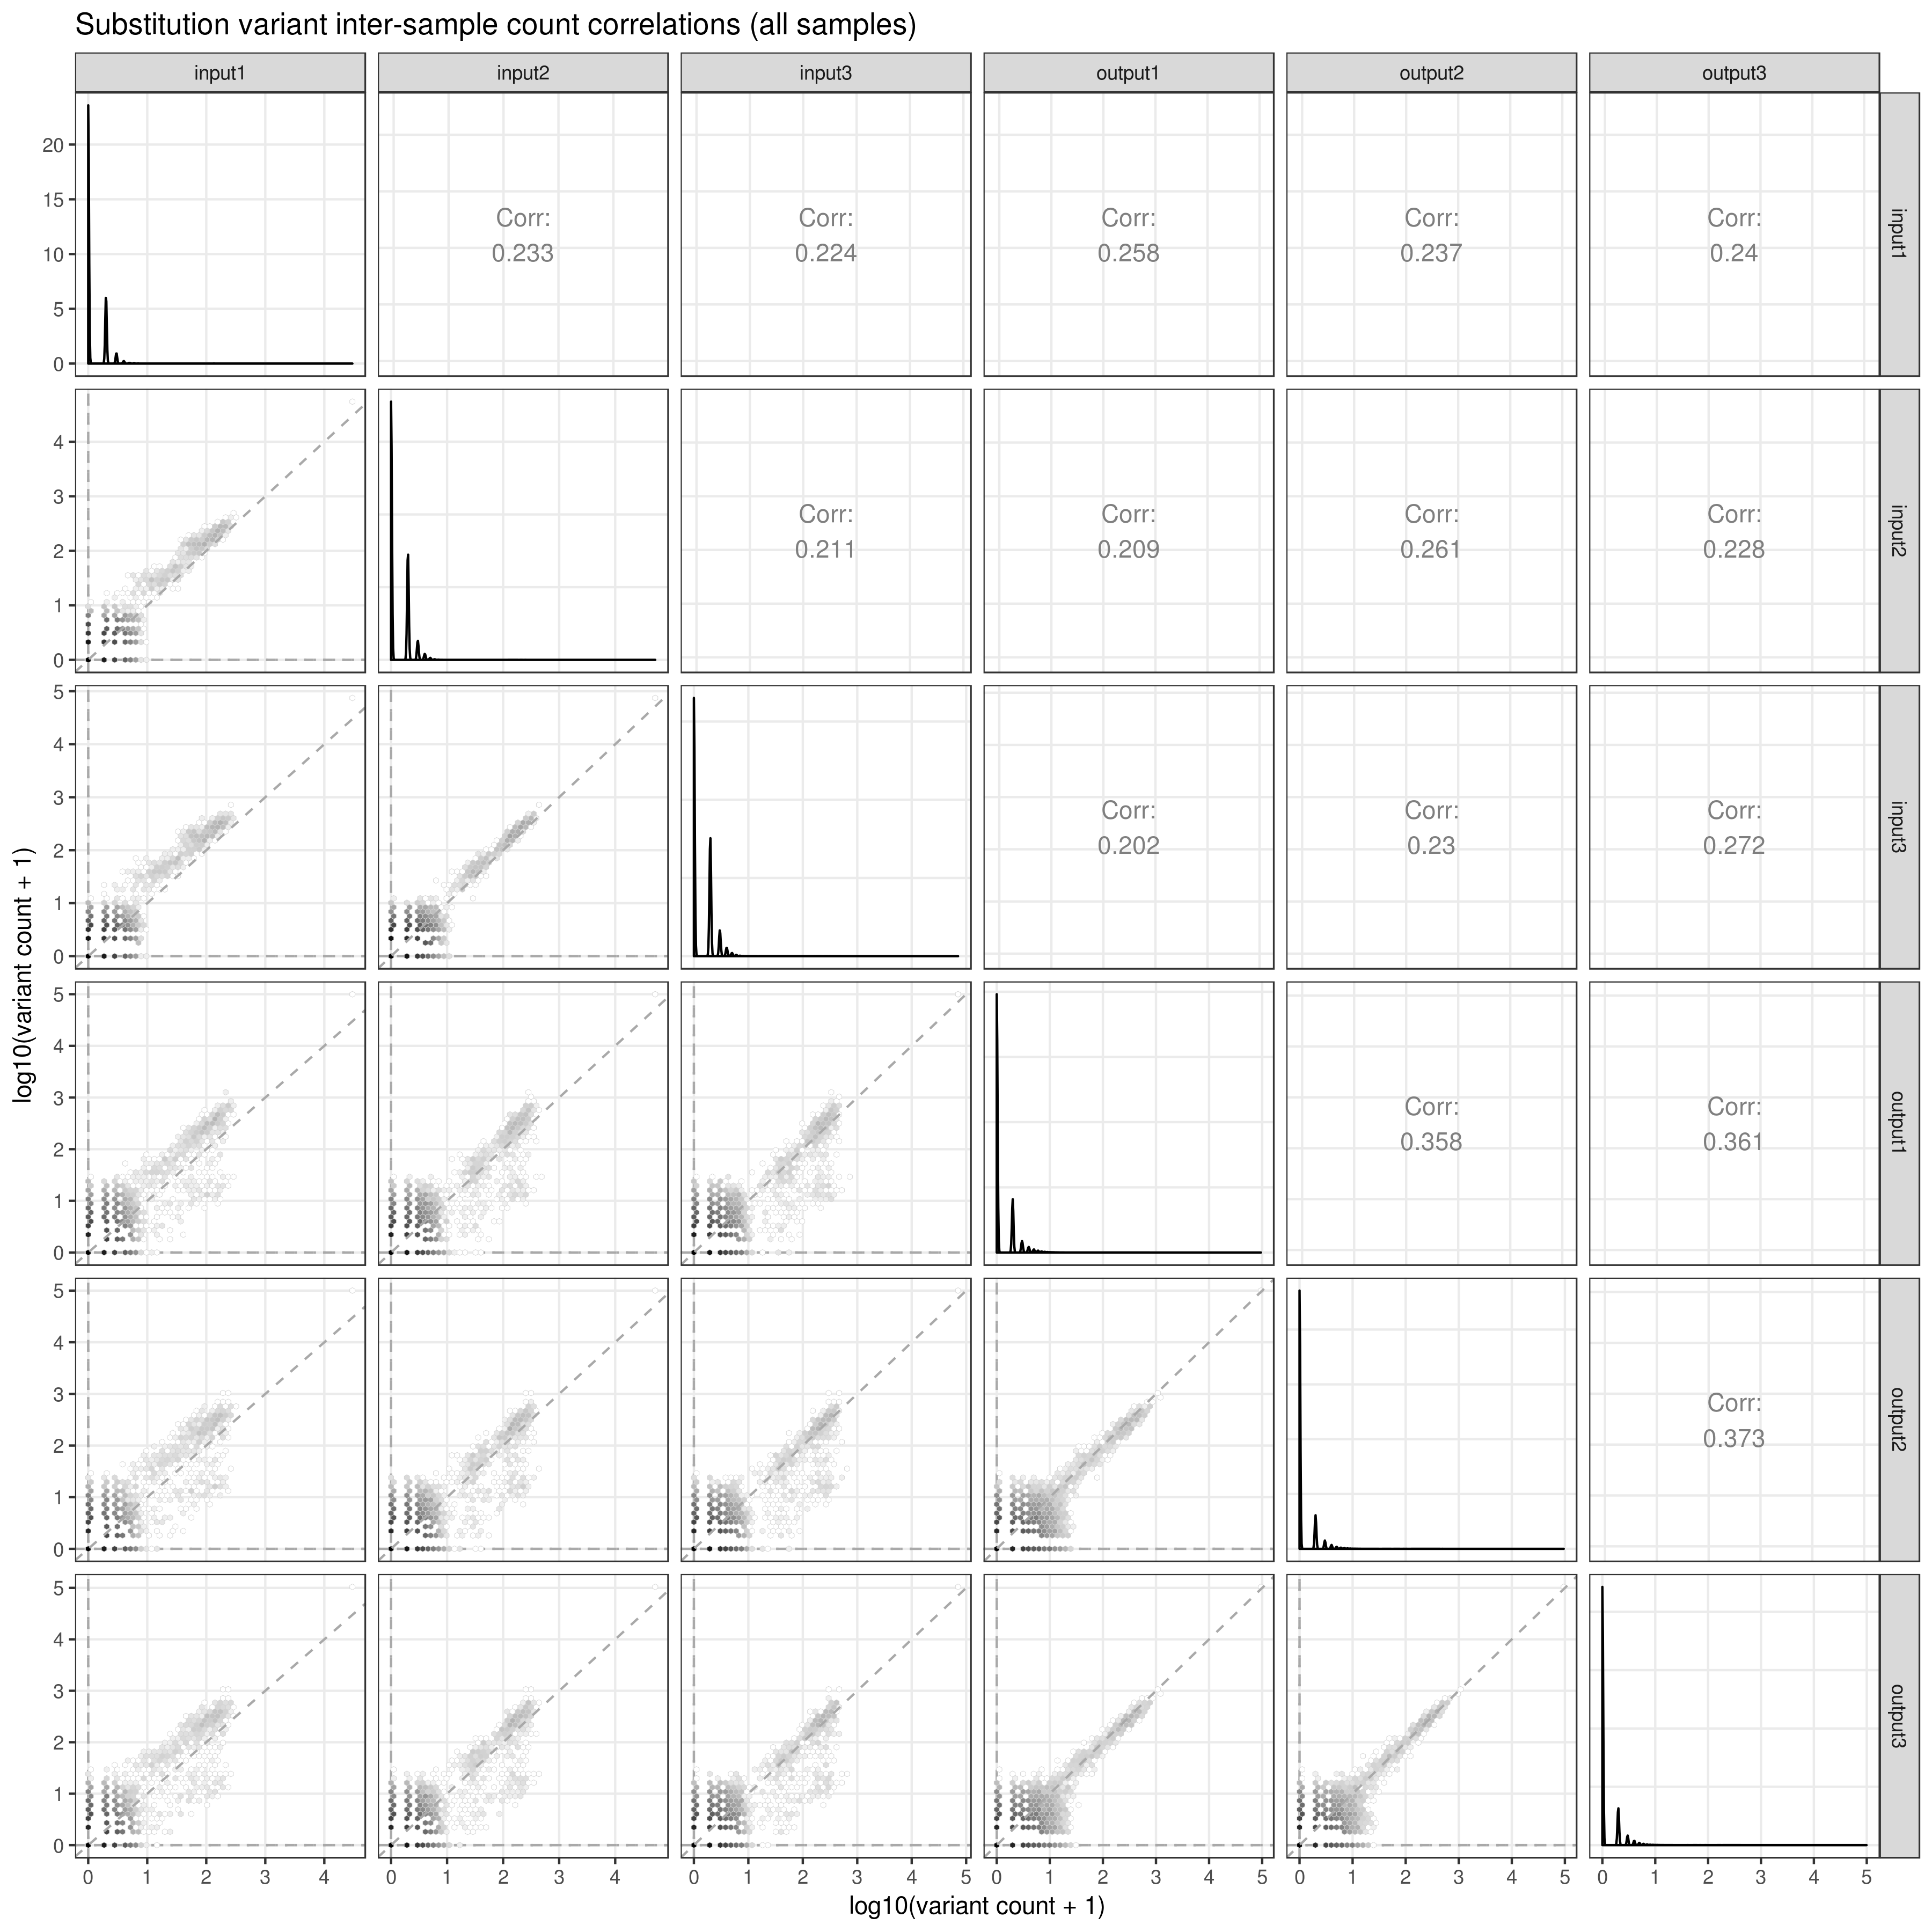 Substitution variant inter-sample count correlations (all samples)
input1 input2 input3 output1 output2 output3
20
15
10
5
0
Corr:
0.233
Corr:
0.224
Corr:
0.258
Corr:
0.237
Corr:
0.24
input1
4
3
2
1
0
Corr:
0.211
Corr:
0.209
Corr:
0.261
Corr:
0.228
input2
5
4
3
2
1
0
Corr:
0.202
Corr:
0.23
Corr:
0.272
input3
log10(variant count + 1)
5
4
3
2
1
0
Corr:
0.358
Corr:
0.361
output1
5
4
3
2
1
0
Corr:
0.373
output2
5
4
3
2
1
0
output3
0 1 2 3 4 0 1 2 3 4 0 1 2 3 4 5 0 1 2 3 4 5 0 1 2 3 4 5 0 1 2 3 4 5
log10(variant count + 1)